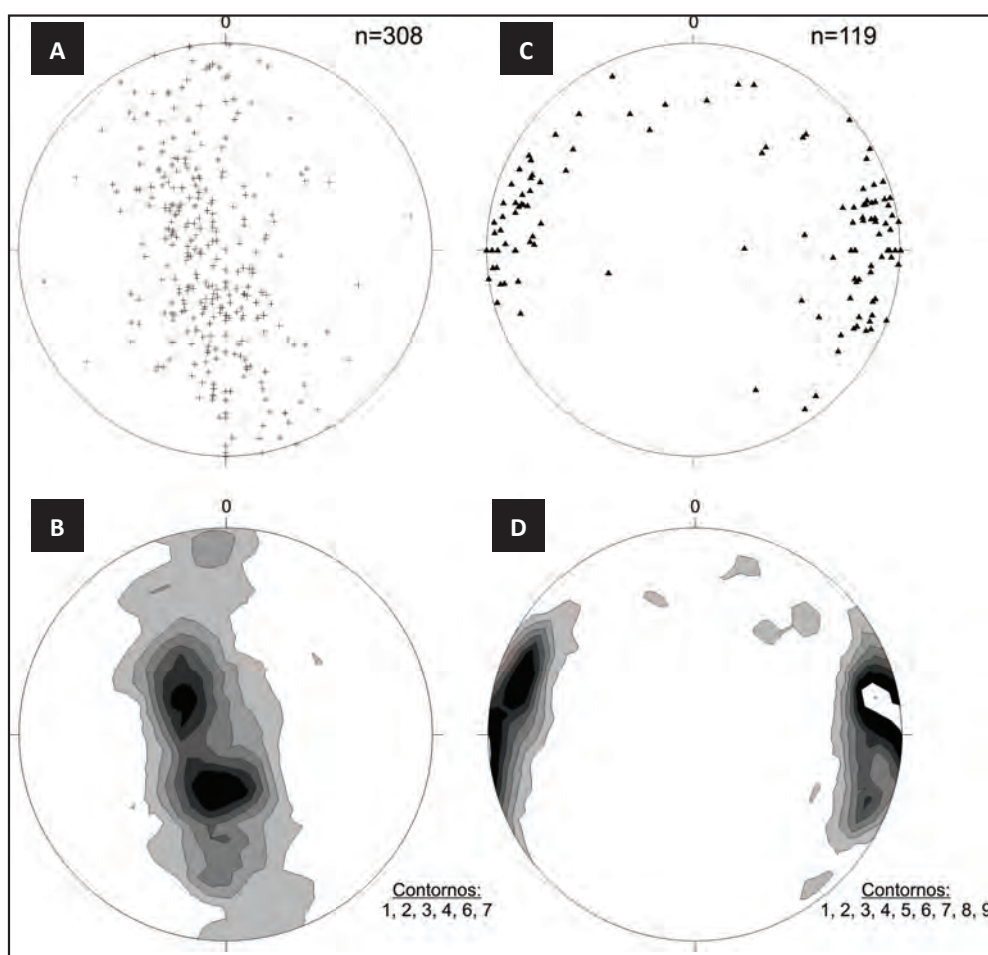 A
0
n=308
C
0
n=119
B
0
Contornos:
1, 2, 3, 4, 6, 7
D
0
Contornos:
1, 2, 3, 4, 5, 6, 7, 8, 9